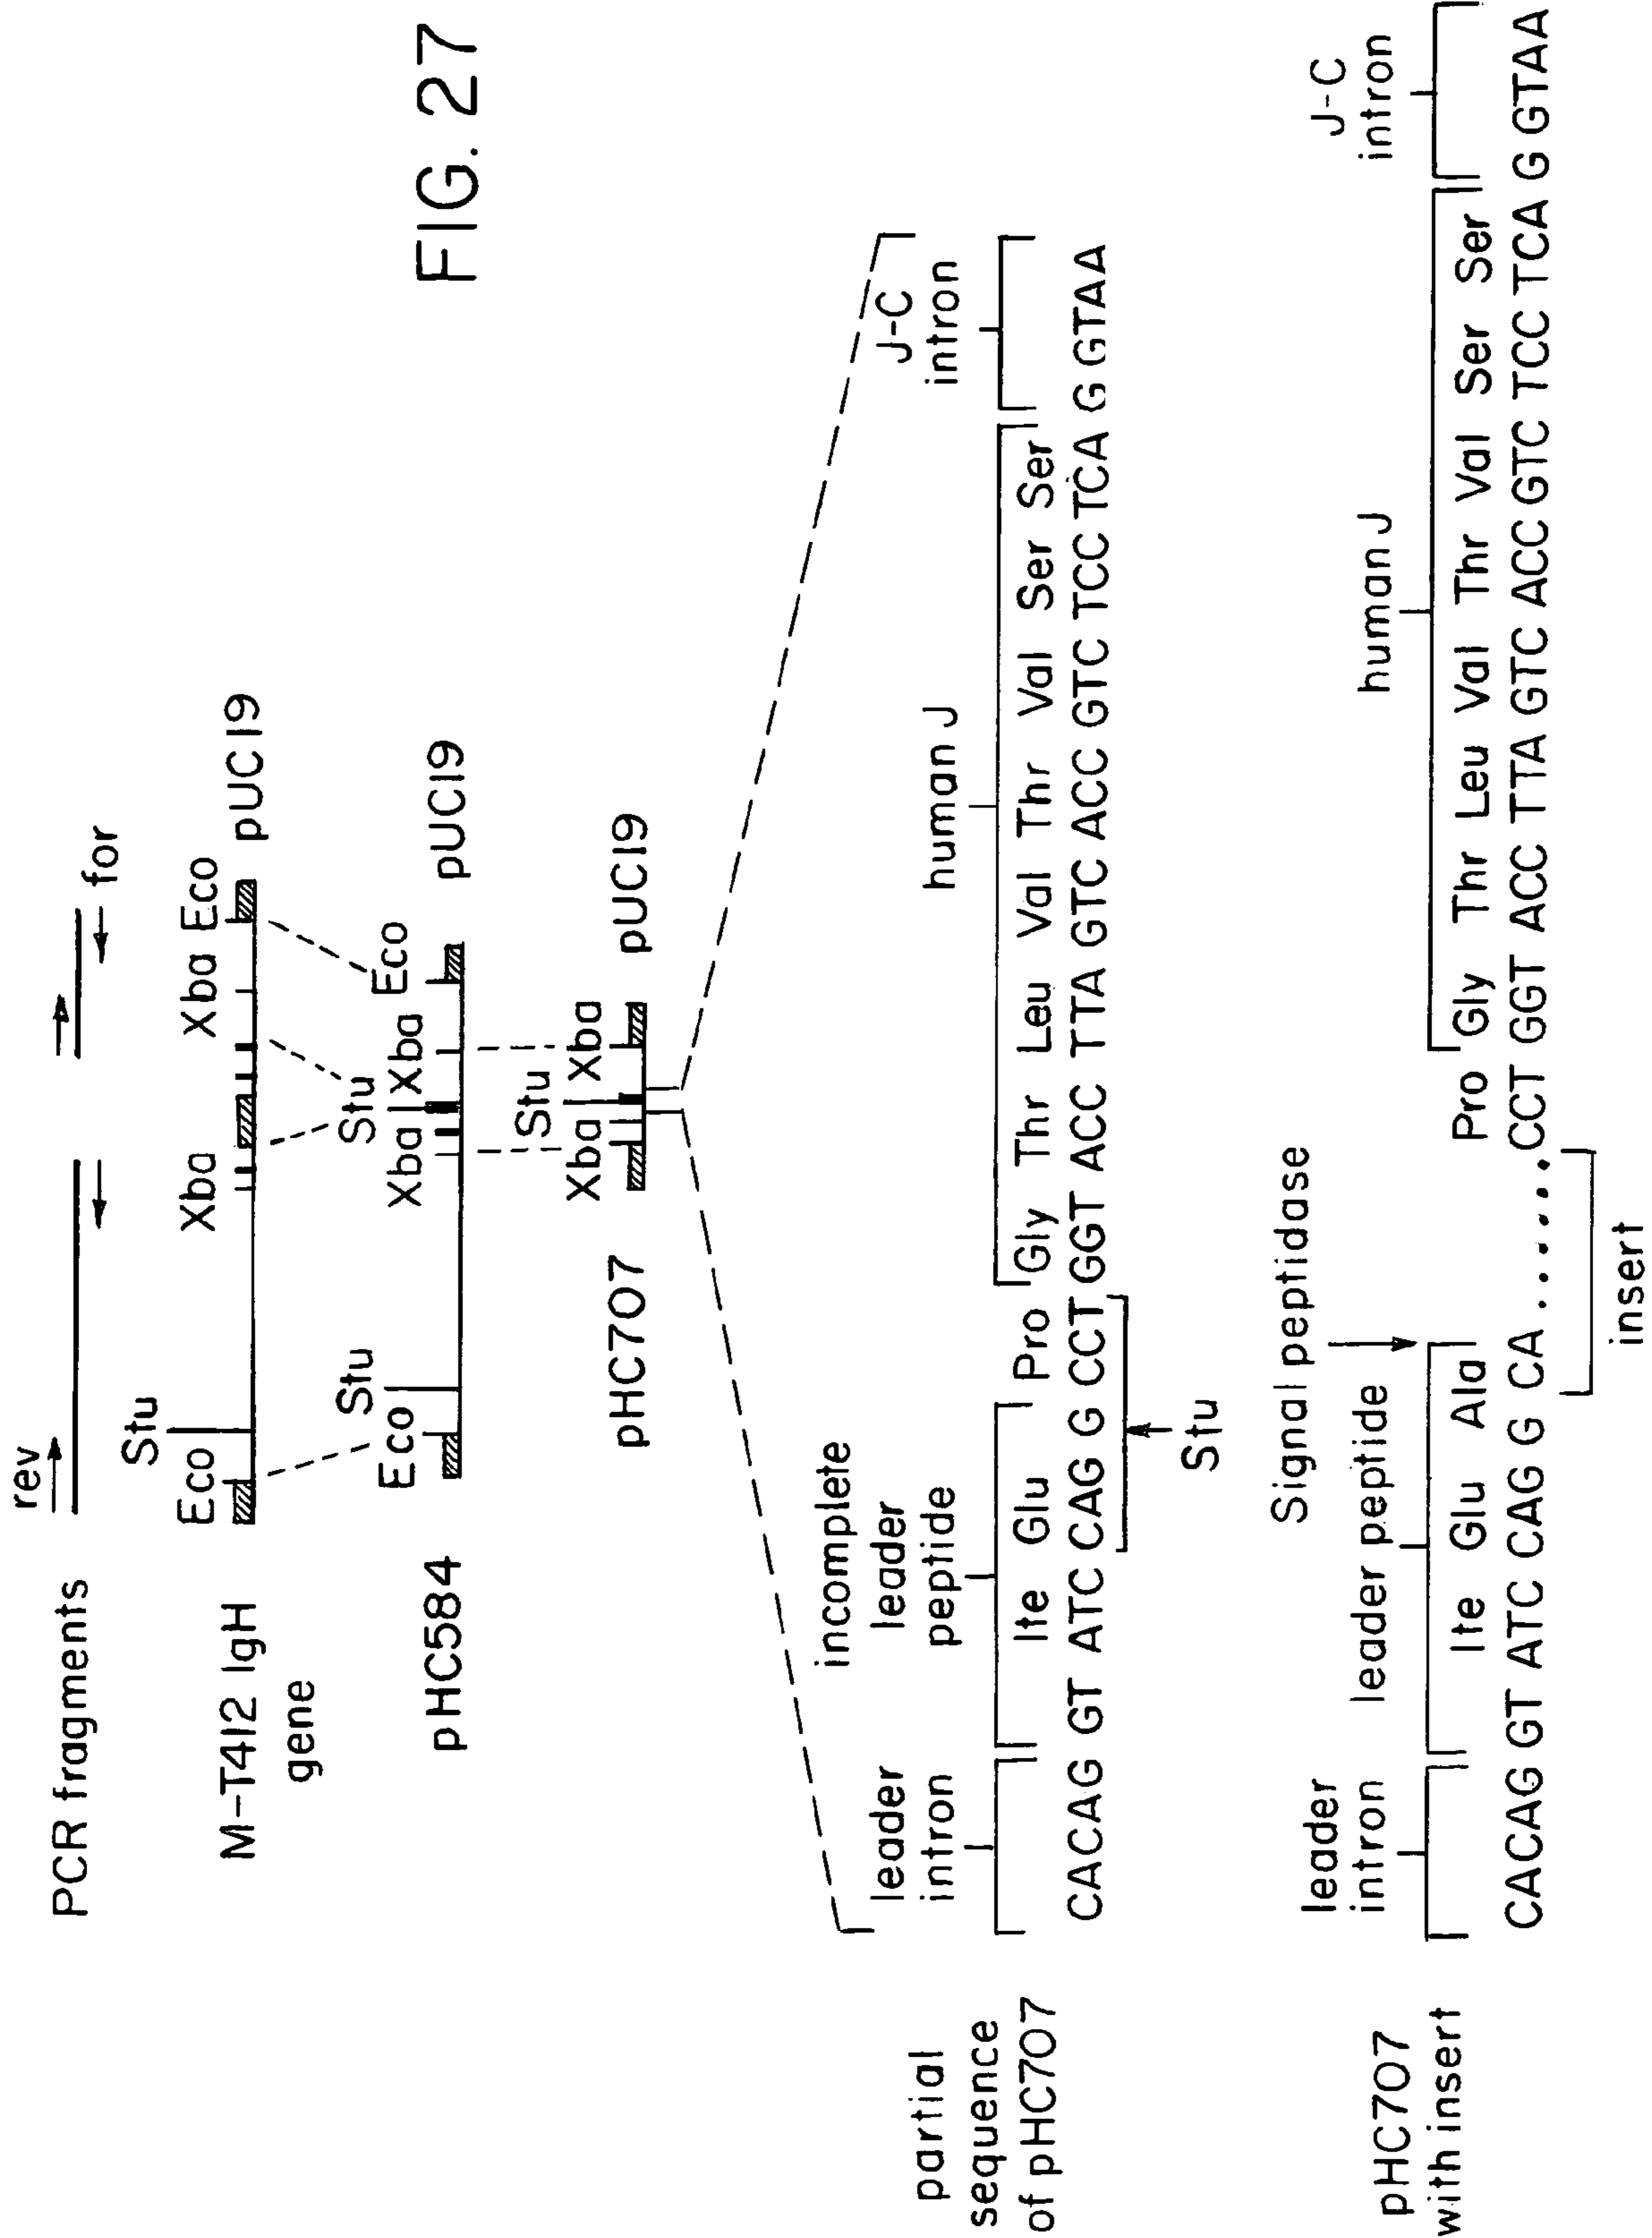 FIG. 27
PCR fragments
rev
for
M-T412 IgH
gene
Eco
Stu
Xba
Xba
Eco
pUC19
pHC584
Eco
Stu
Xba
Stu
Xba
Eco
pUC19
pHC707
Xba
Stu
Xba
pUC19
partial
sequence
of pHC707
leader
intron
incomplete
leader
peptide
human J
J-C
intron
Ite Glu Pro Gly Thr Leu Val Thr Val Ser Ser
CACAG GT ATC CAG G CCT GGT ACC TTA GTC ACC GTC TCC TCA G GTAA
Stu
pHC707
with insert
leader
intron
leader peptide
Signal peptidase
human J
J-C
intron
Ite Glu Ala Pro Gly Thr Leu Val Thr Val Ser Ser
CACAG GT ATC CAG G CA ...... CCT GGT ACC TTA GTC ACC GTC TCC TCA G GTAA
insert